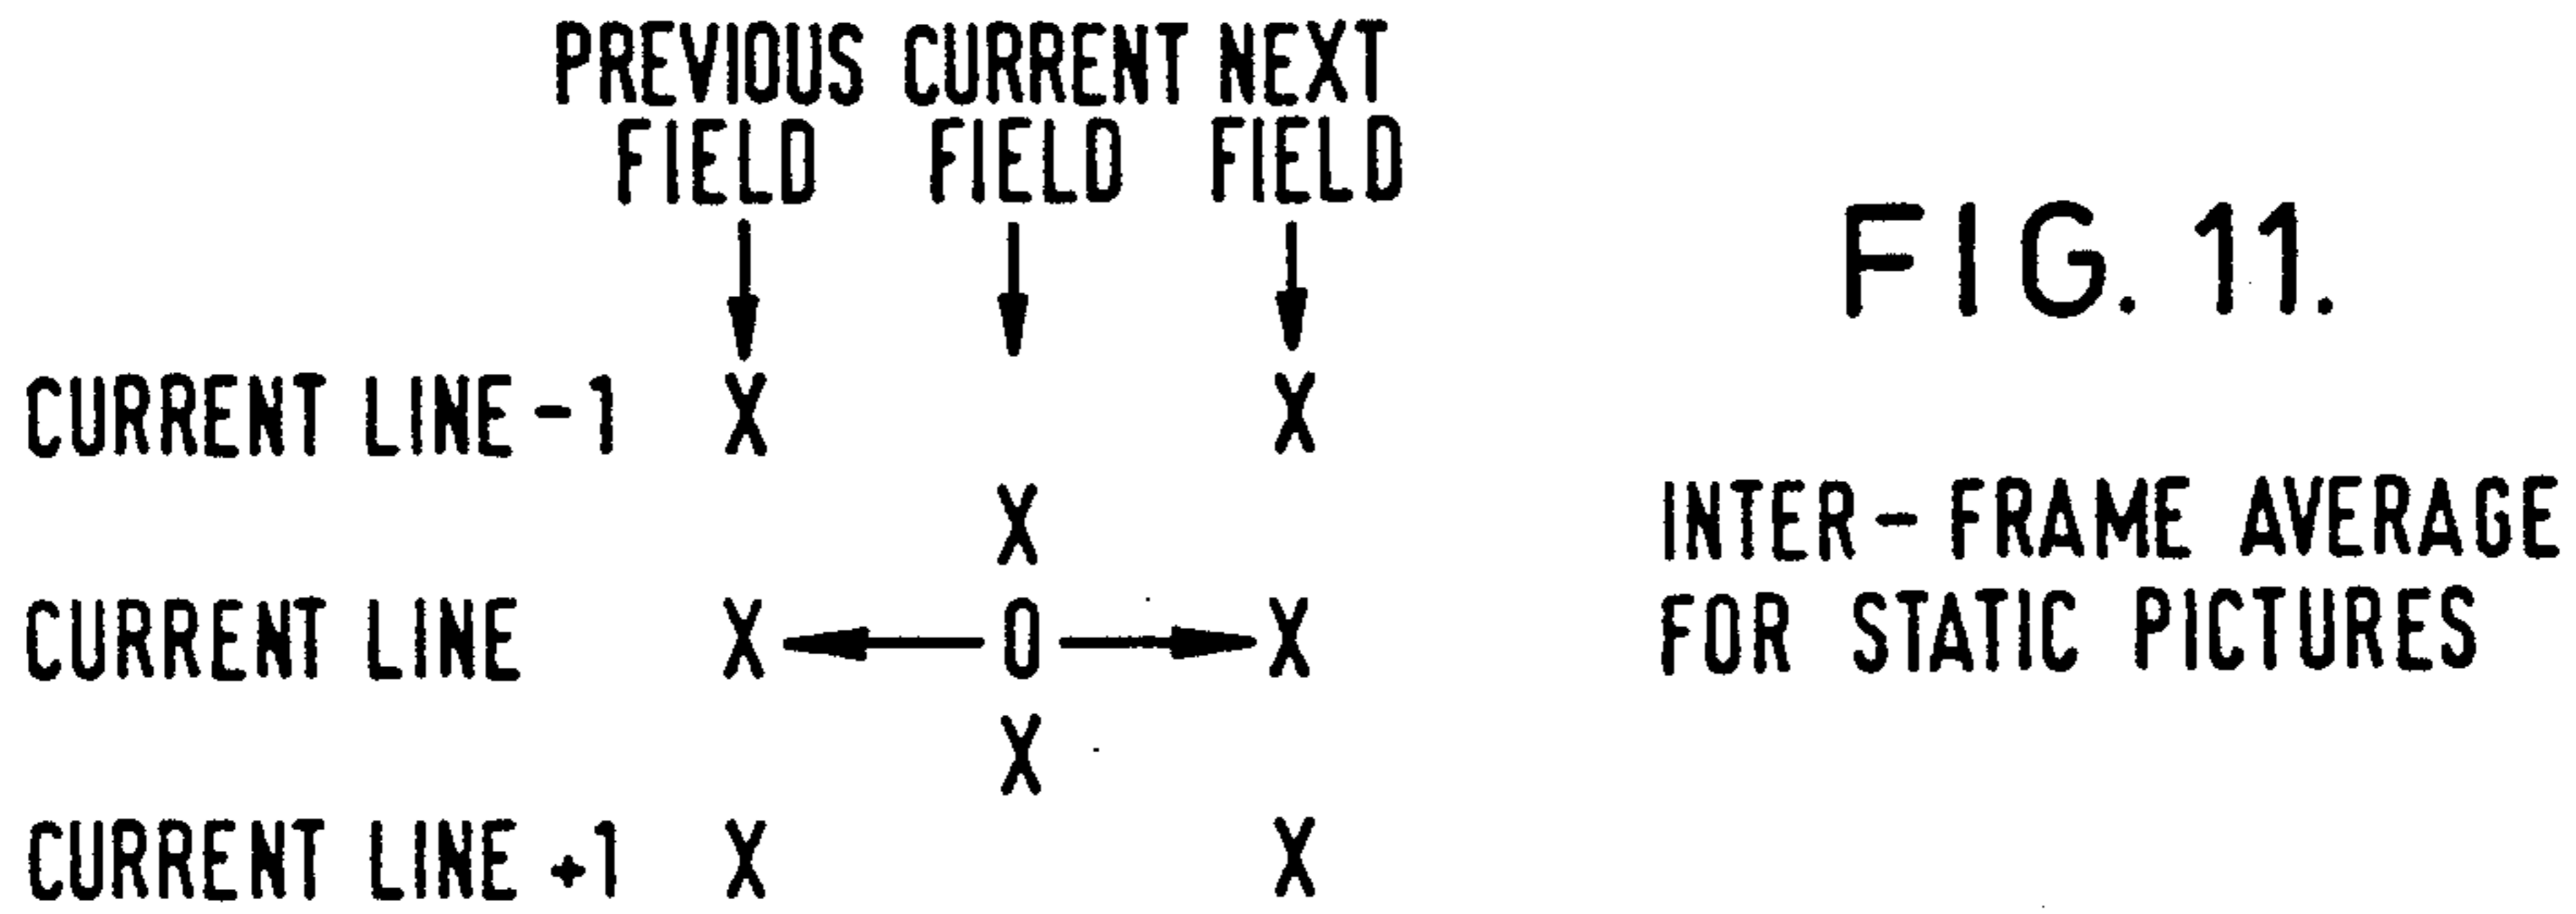 PREVIOUS CURRENT NEXT
FIELD FIELD FIELD
FIG. 11.
CURRENT LINE - 1 X X
X
INTER - FRAME AVERAGE
FOR STATIC PICTURES
CURRENT LINE X O X
X
CURRENT LINE +1 X X